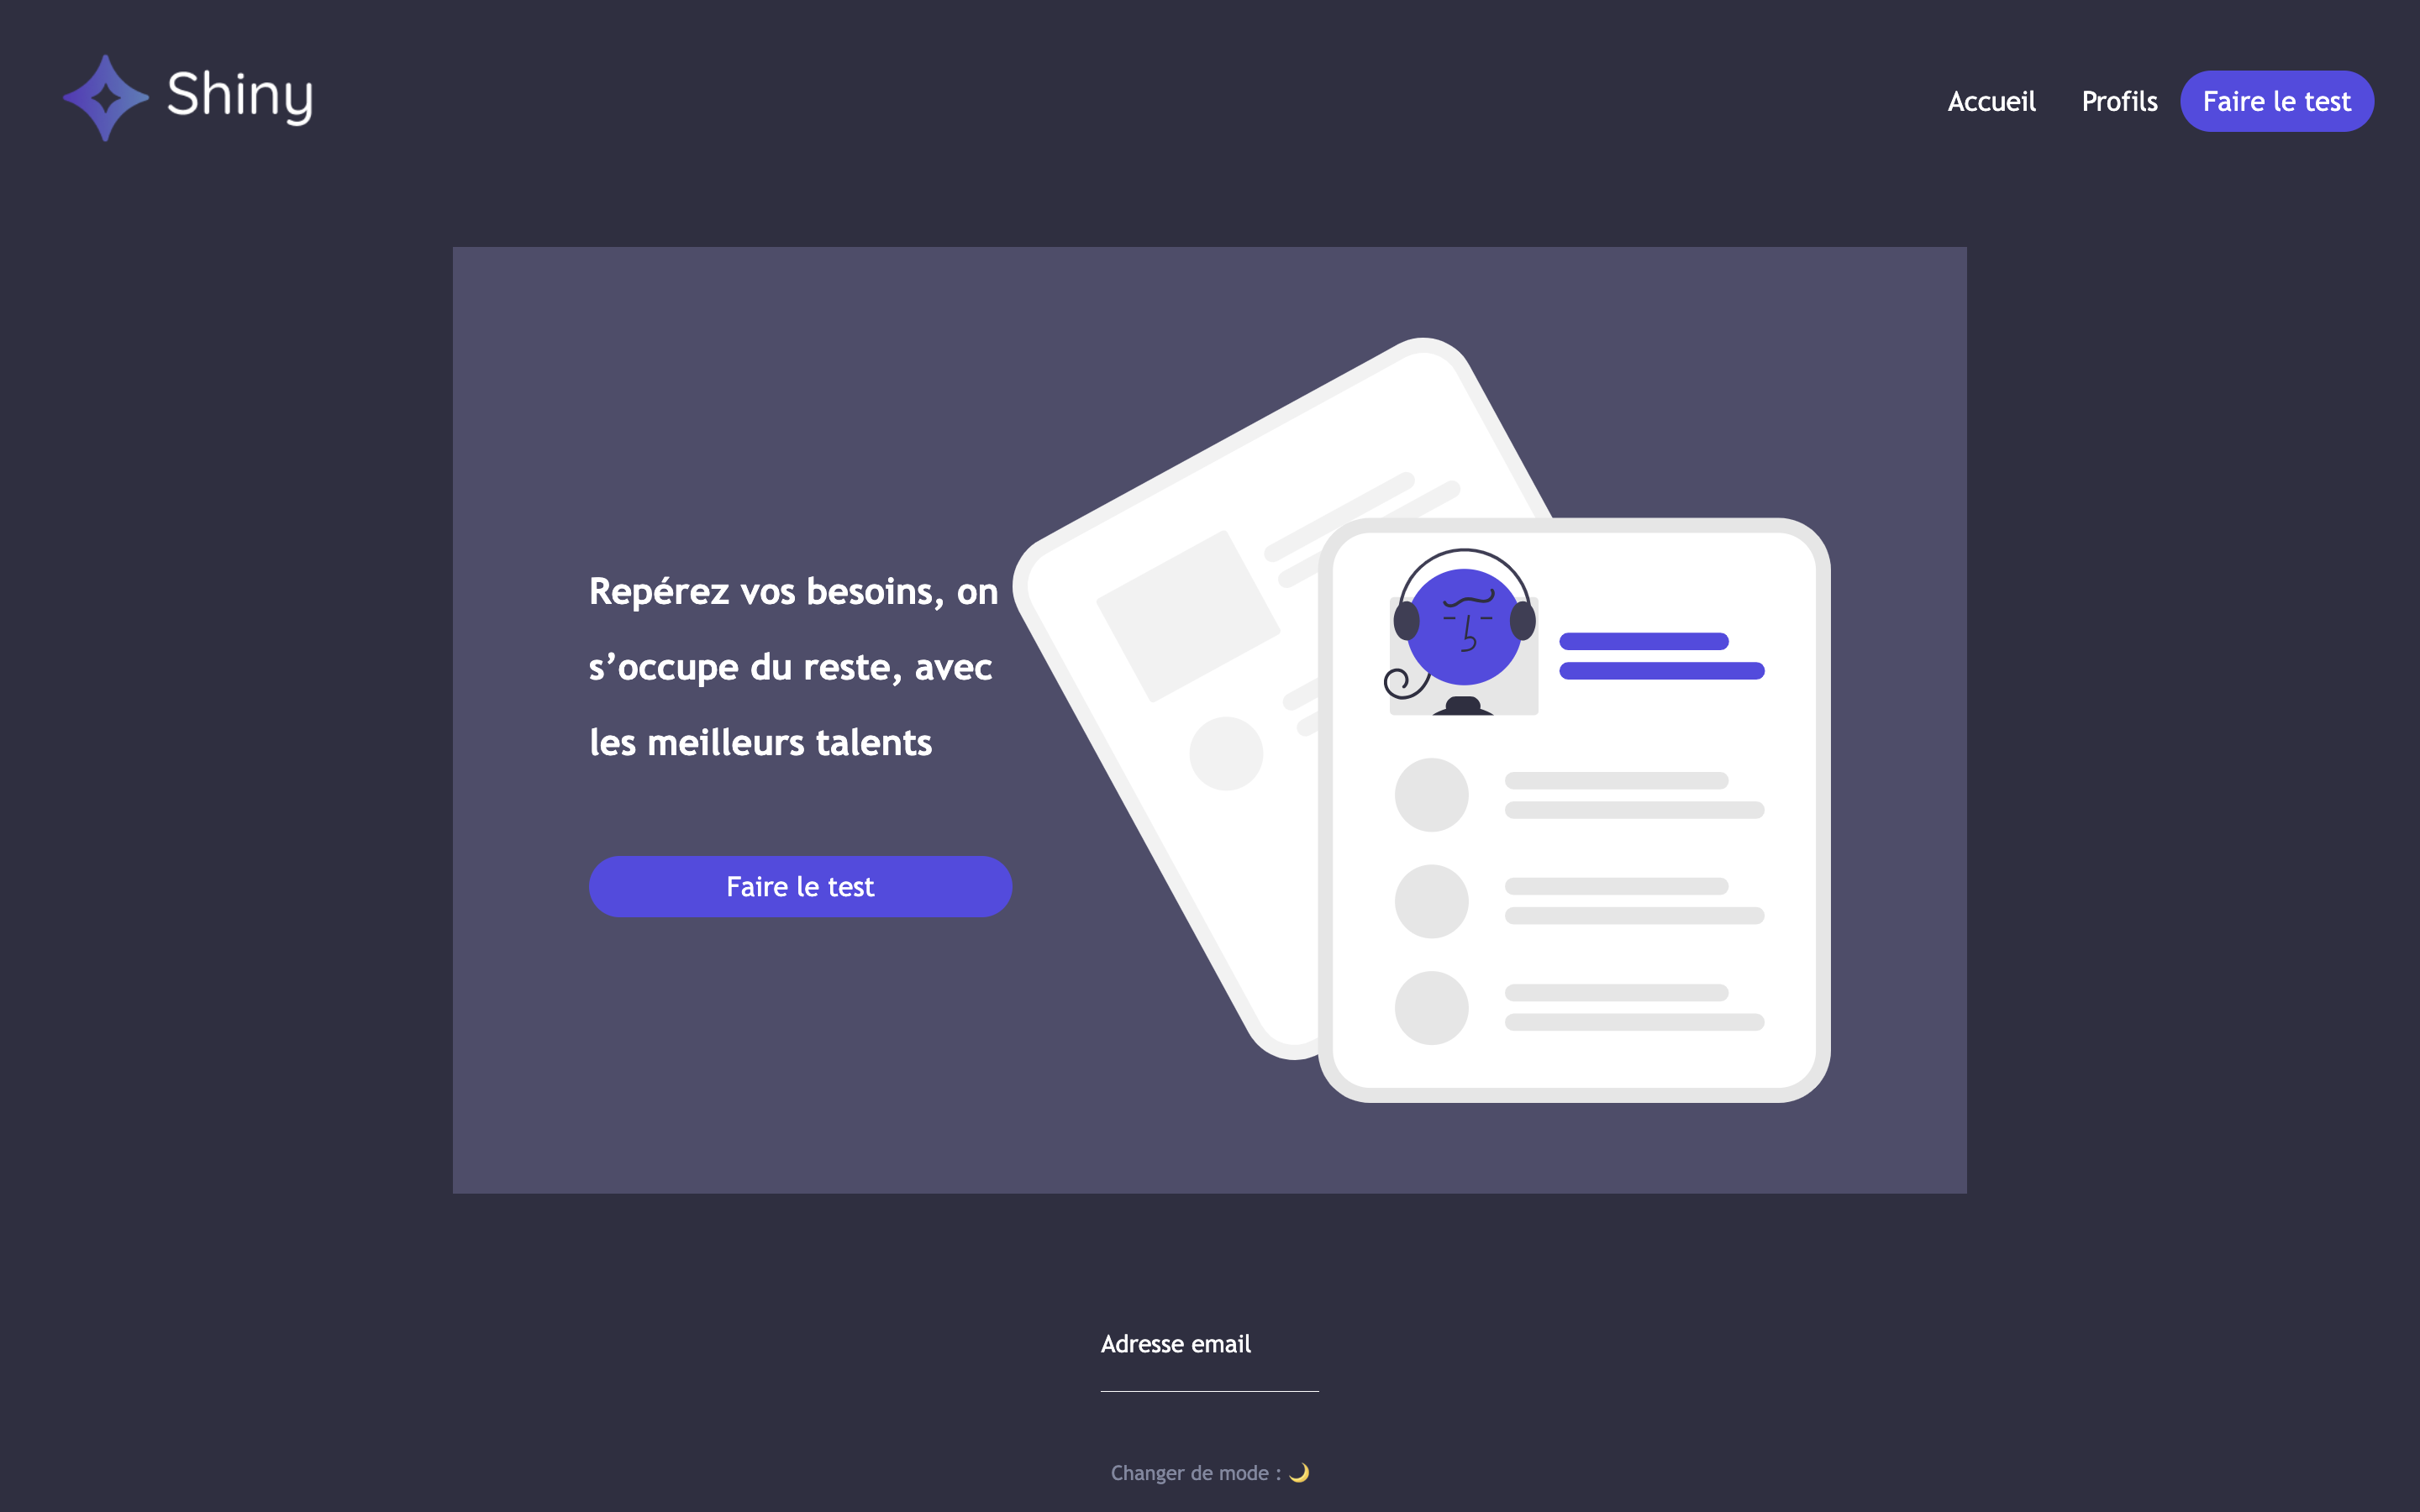 Shiny
Accueil
Profils
Faire le test
Repérez vos besoins, on
s’occupe du reste, avec
les meilleurs talents
Faire le test
Adresse email
Changer de mode : 🌙